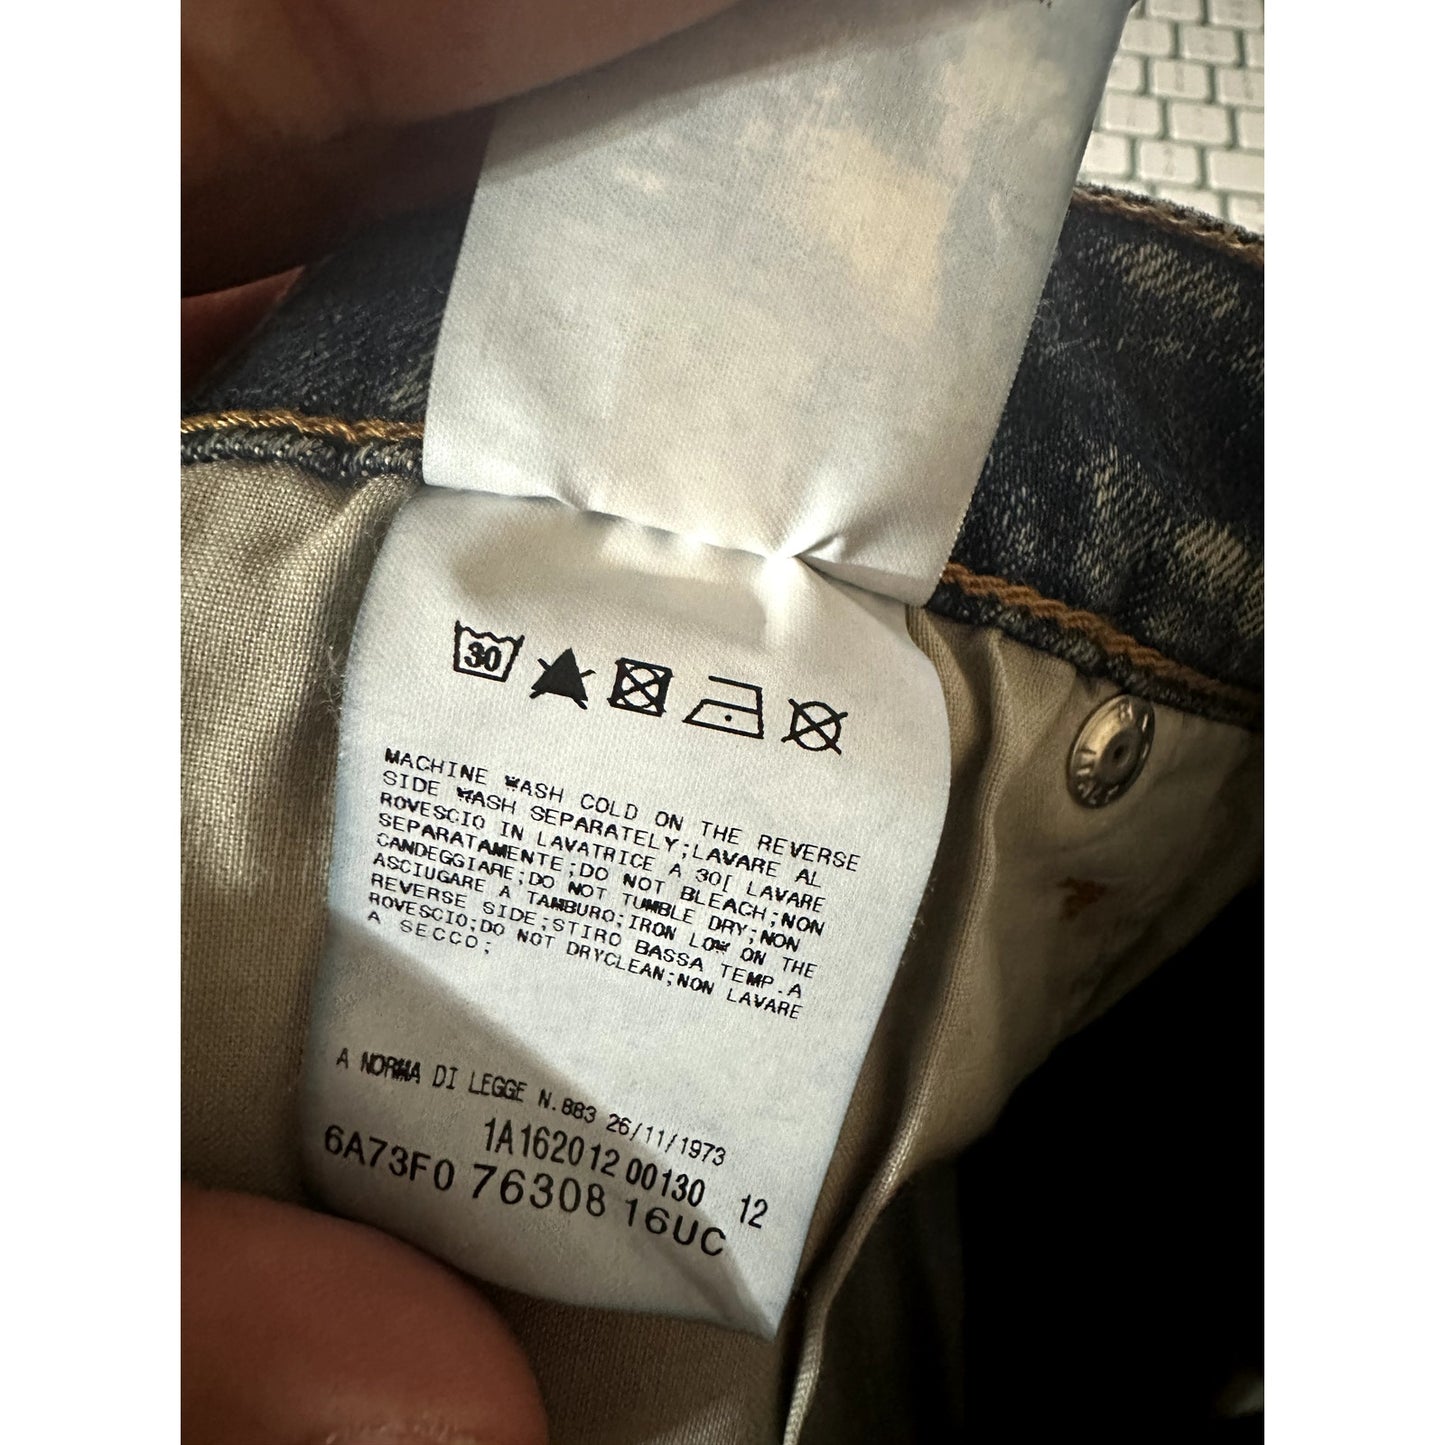 30
MACHINE WASH COLD ON THE REVERSE
SIDE WASH SEPARATELY;LAVARE AL
ROVESCIO IN LAVATRICE A 30[ LAVARE
SEPARATAMENTE;DO NOT BLEACH;NON
CANDEGGIARE;DO NOT TUMBLE DRY;NON
ASCIUGARE A TAMBURO;IRON LOW ON THE
REVERSE SIDE;STIRO BASSA TEMP.A
ROVESCIO;DO NOT DRYCLEAN;NON LAVARE
A SECCO;
A NORMA DI LEGGE N.883 26/11/1973
1A162012 00130 12
6A73F0 76308 16UC